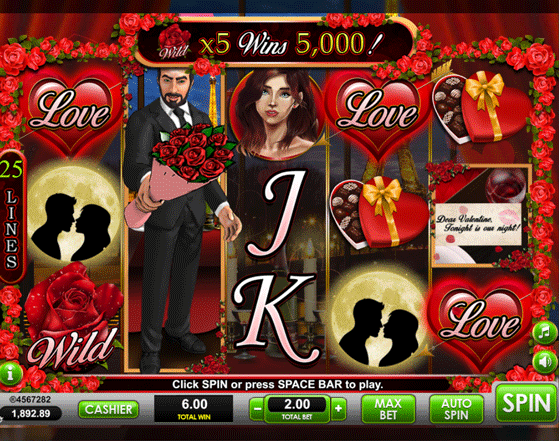 Wild x5 Wins 5,000!
Love
Love
25
LINES
J
Dear Valentine,
Tonight is our night!
K
Wild
Love
Click SPIN or press SPACE BAR to play.
®4567282
1,892.89
CASHIER
6.00
TOTAL WIN
-
2.00
TOTAL BET
+
MAX
BET
AUTO
SPIN
SPIN
i